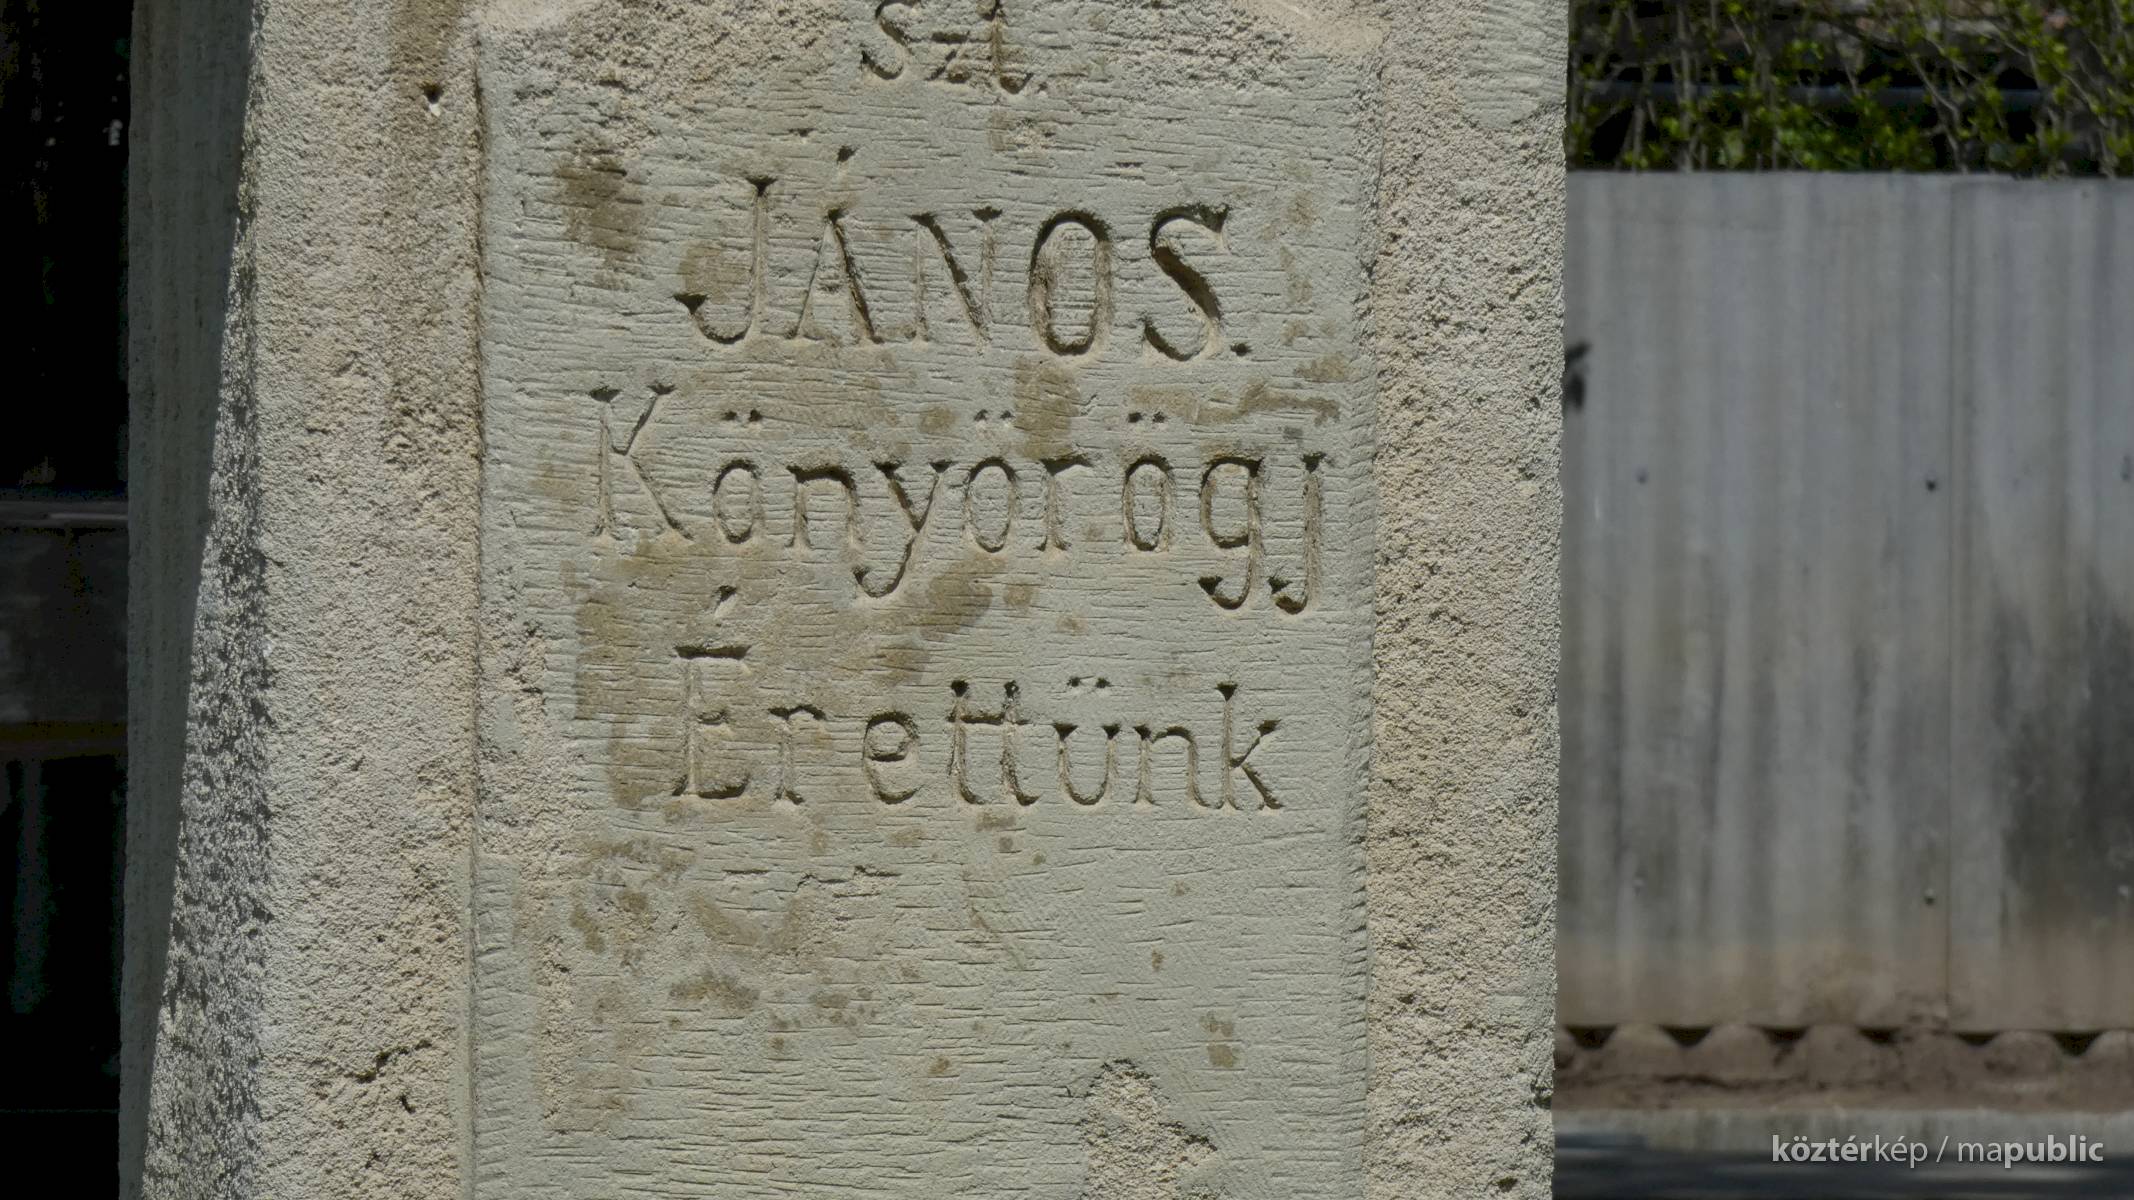 szt
JÁNOS.
Könyörögj
Érettünk
köztérkép / mapublic